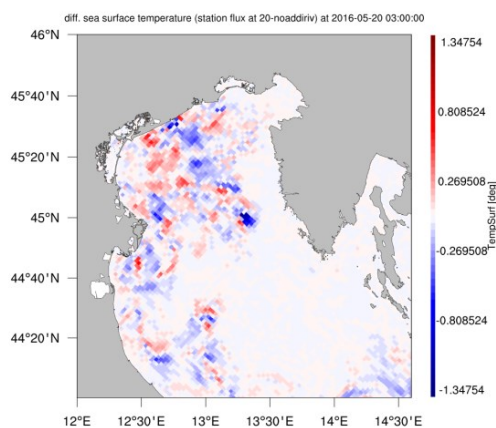 diff. sea surface temperature (station flux at 20-noaddiriv) at 2016-05-20 03:00:00
46°N
45°40'N
45°20'N
45°N
44°40'N
44°20'N
12°E
12°30'E
13°E
13°30'E
14°E
14°30'E
1.34754
0.808524
0.269508
-0.269508
-0.808524
-1.34754
TempSurf [deg]